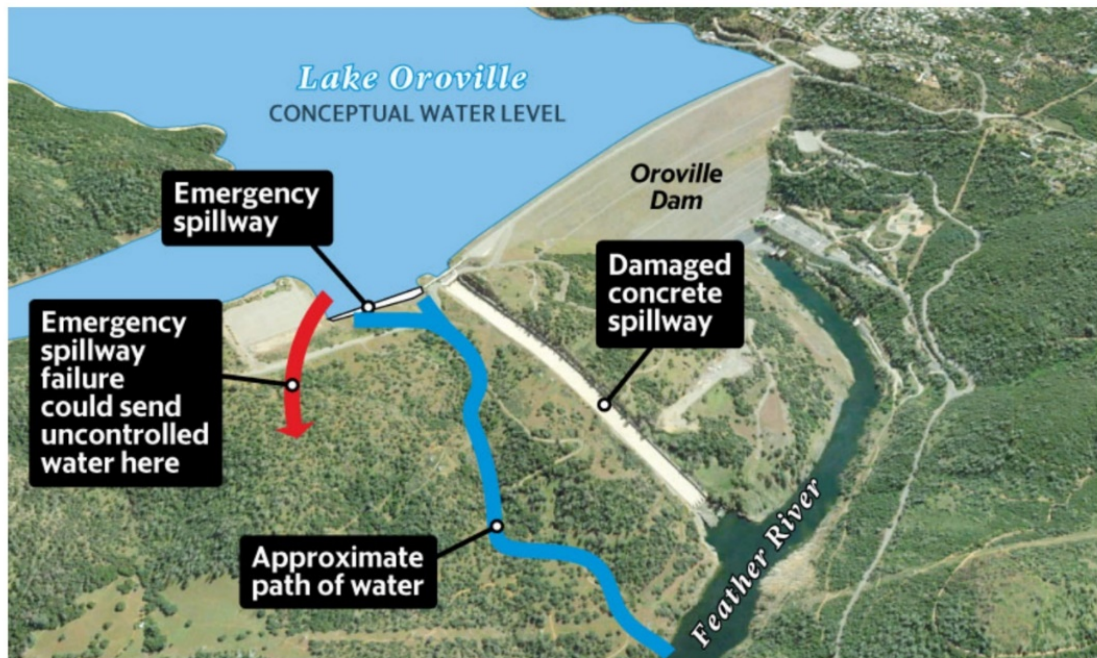 Lake Oroville
CONCEPTUAL WATER LEVEL
Emergency
spillway
Oroville
Dam
Damaged
concrete
spillway
Emergency
spillway
failure
could send
uncontrolled
water here
Approximate
path of water
Feather River